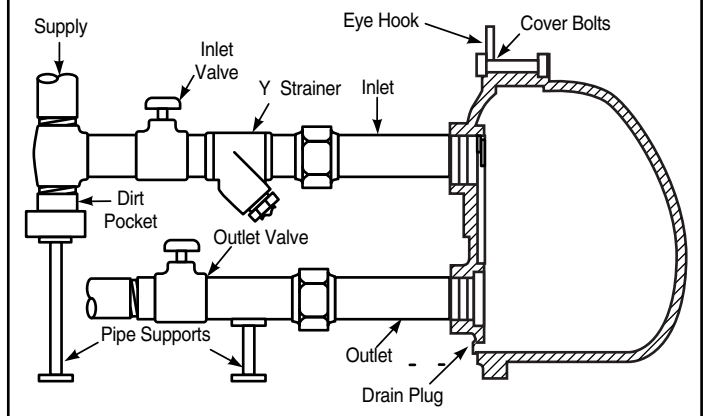 Supply
Inlet
Valve
Y Strainer
Inlet
Eye Hook
Cover Bolts
Dirt
Pocket
Outlet Valve
Pipe Supports
Outlet
Drain Plug